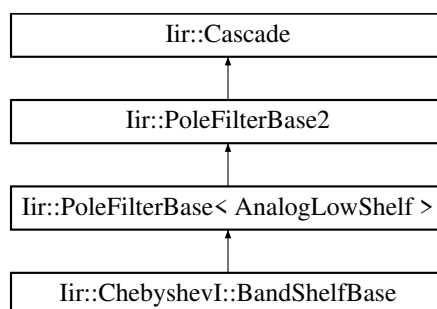 Iir::Cascade
Iir::PoleFilterBase2
Iir::PoleFilterBase< AnalogLowShelf >
Iir::ChebyshevI::BandShelfBase